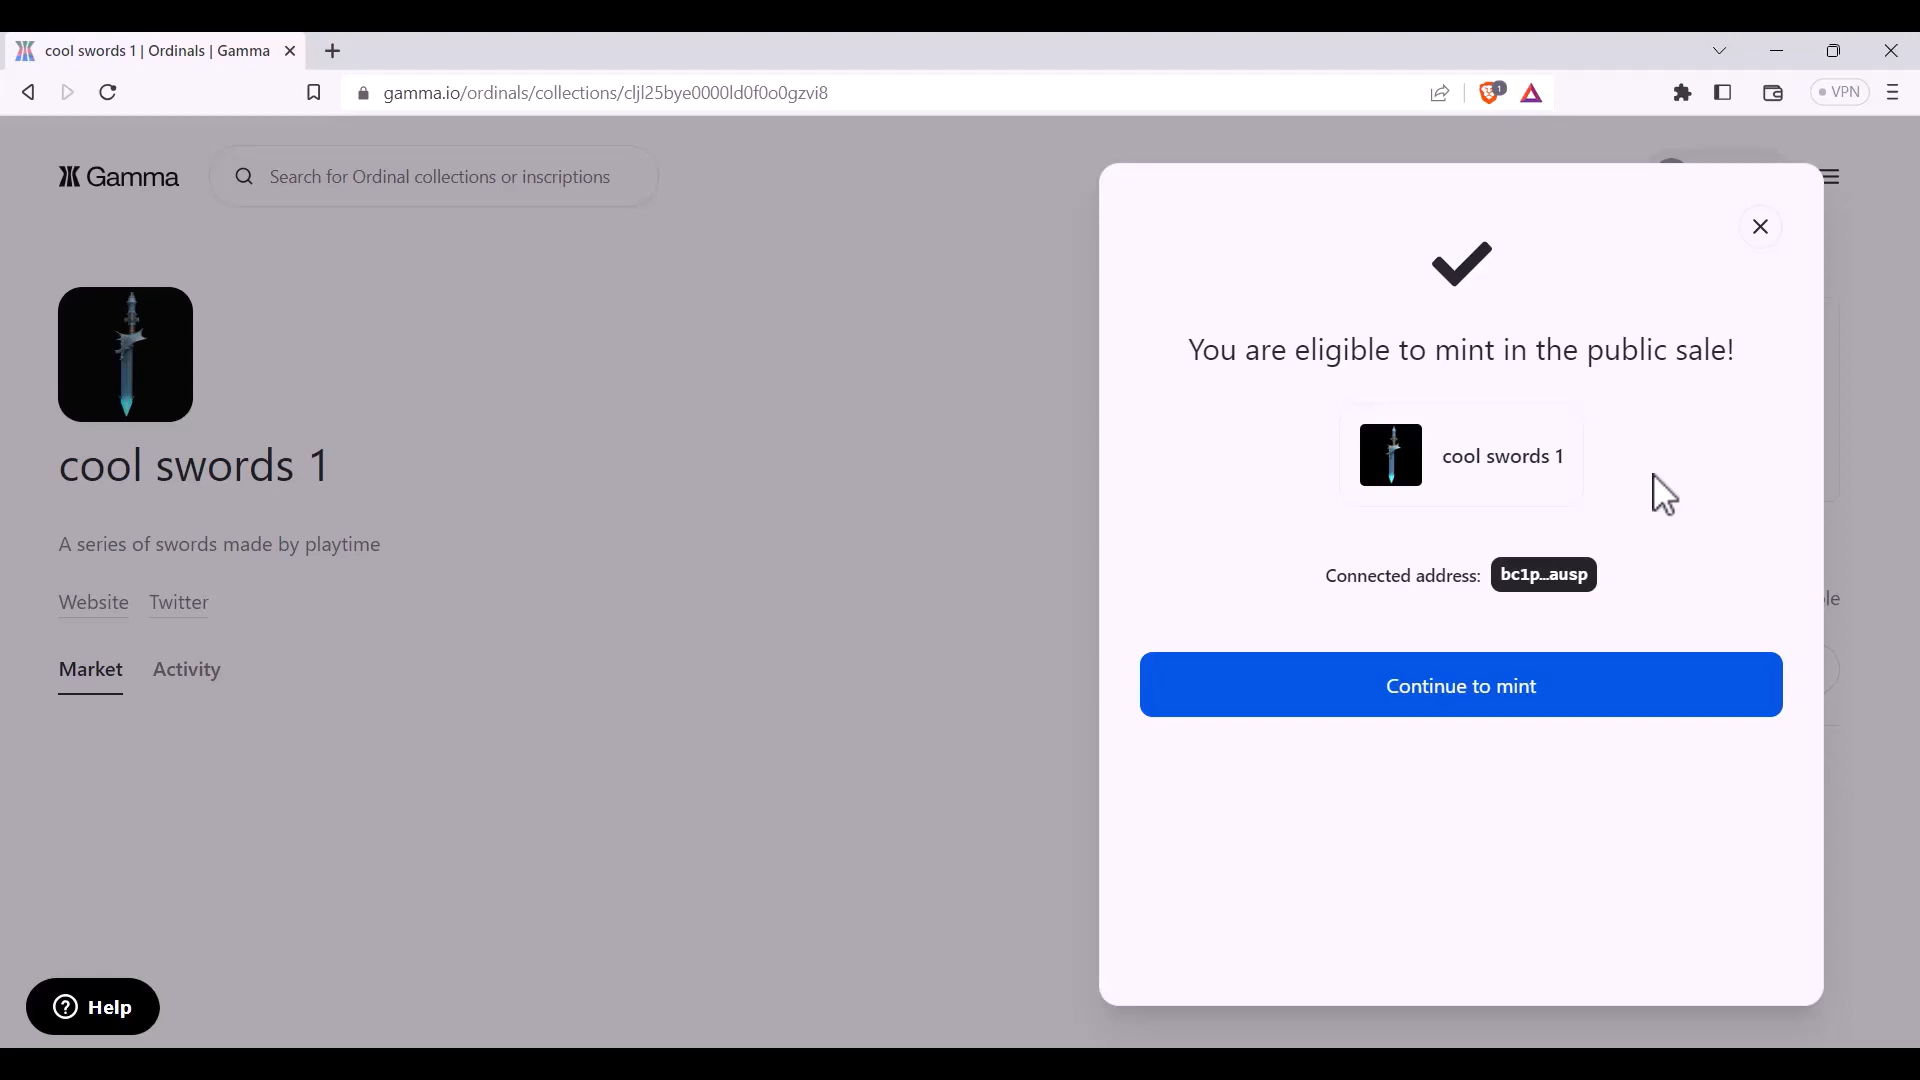 cool swords 1 | Ordinals | Gamma
gamma.io/ordinals/collections/cljl25bye0000ld0f0o0gzvi8
1
VPN
Gamma
Search for Ordinal collections or inscriptions
You are eligible to mint in the public sale!
cool swords 1
cool swords 1
A series of swords made by playtime
Connected address: bc1p...ausp
Website Twitter
le
Market Activity
Continue to mint
Help